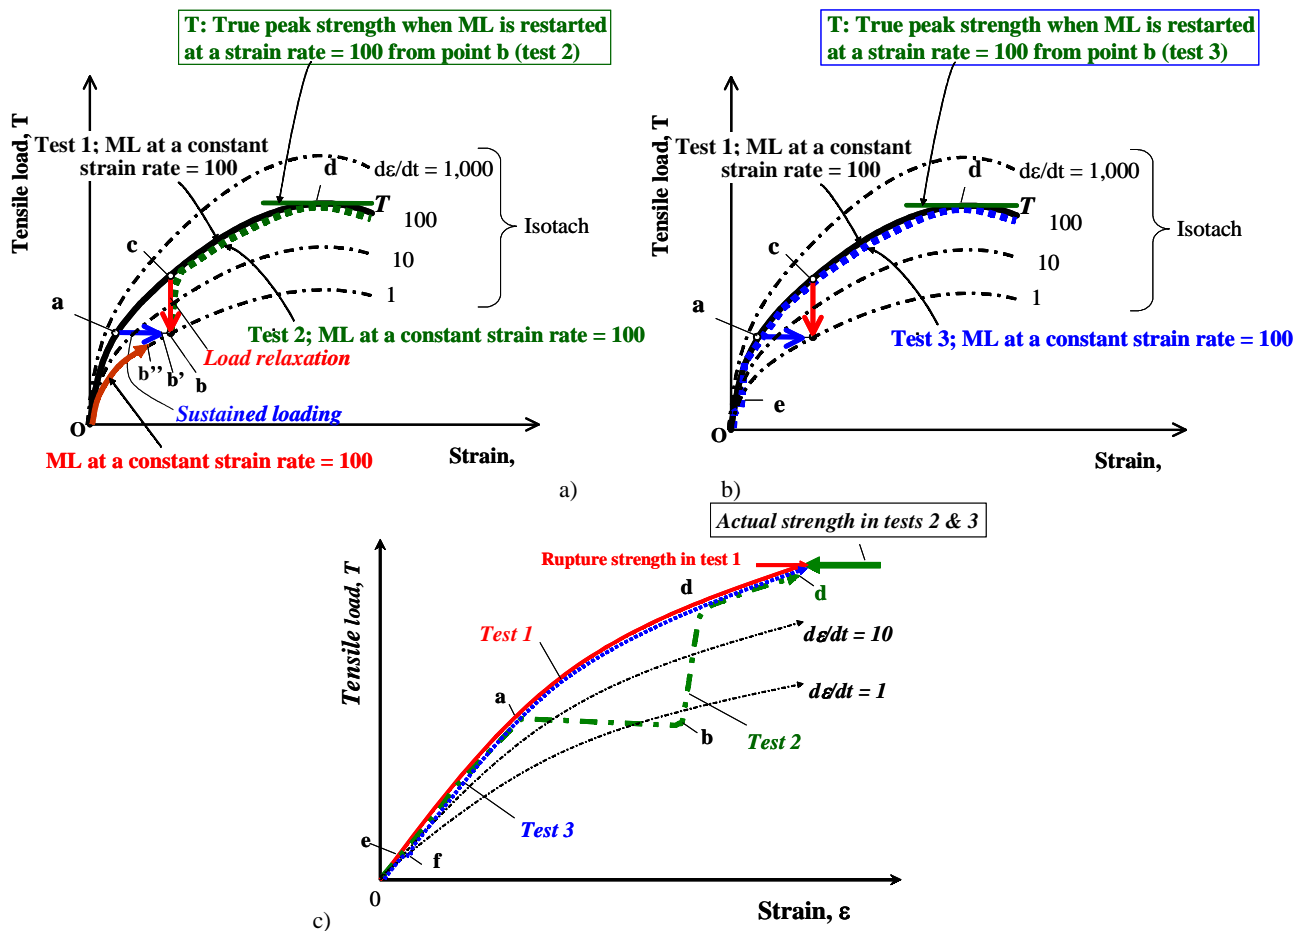 T: True peak strength when ML is restarted
at a strain rate = 100 from point b (test 2)
Tensile load, T
Test 1; ML at a constant
strain rate = 100
d
dε/dt = 1,000
T
100
Isotach
c
10
a
1
Test 2; ML at a constant strain rate = 100
Load relaxation
b'' b' b
Sustained loading
O
ML at a constant strain rate = 100
Strain,
a)
T: True peak strength when ML is restarted
at a strain rate = 100 from point b (test 3)
Tensile load, T
Test 1; ML at a constant
strain rate = 100
d
dε/dt = 1,000
T
100
Isotach
c
10
a
1
Test 3; ML at a constant strain rate = 100
e
O
Strain,
b)
Actual strength in tests 2 & 3
Rupture strength in test 1
Tensile load, T
d
d
Test 1
dε/dt = 10
a
dε/dt = 1
b
Test 2
Test 3
e
f
0
Strain, ε
c)